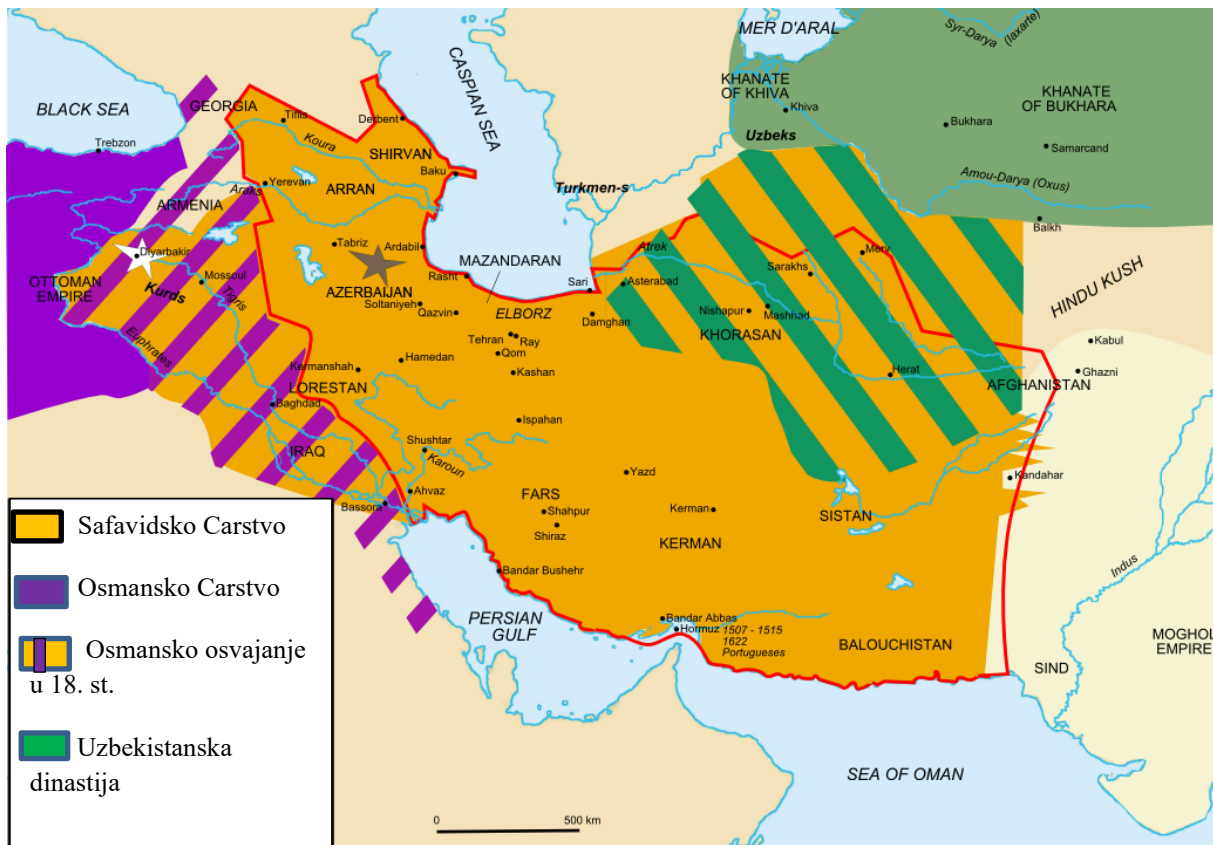 MER D'ARAL
Syr-Darya (Iaxarte)
CASPIAN SEA
KHANATE
OF KHIVA
KHANATE
OF BUKHARA
BLACK SEA
GEORGIA
Tiflis
Derbent
Khiva
Bukhara
Uzbeks
Trebzon
Koura
SHIRVAN
Samarcand
Baku
Amou-Darya (Oxus)
Araks
Yerevan
ARRAN
Turkmen-s
ARMENIA
Balkh
Diyarbakir
Tabriz
Ardabil
Atrek
Merv
MAZANDARAN
Mossoul
Rasht
Sari
Asterabad
Sarakhs
HINDU KUSH
OTTOMAN
EMPIRE
Kurds
Tigris
AZERBAIJAN
Soltaniyeh
Qazvin
ELBORZ
Damghan
Nishapur
Mashhad
KHORASAN
Euphrates
Tehran
Ray
Qom
Kabul
Hamedan
Kermanshah
Kashan
Herat
Ghazni
LORESTAN
AFGHANISTAN
Baghdad
Ispahan
IRAQ
Shushtar
Karoun
Yazd
Kandahar
Ahvaz
Bassora
FARS
Shahpur
Shiraz
Kerman
SISTAN
KERMAN
Bandar Bushehr
Indus
PERSIAN
GULF
Bandar Abbas
Hormuz
1507 - 1515
1622
Portugueses
BALOUCHISTAN
SIND
MOGHOL
EMPIRE
SEA OF OMAN
0 500 km
Safavidsko Carstvo
Osmansko Carstvo
Osmansko osvajanje
u 18. st.
Uzbekistanska
dinastija